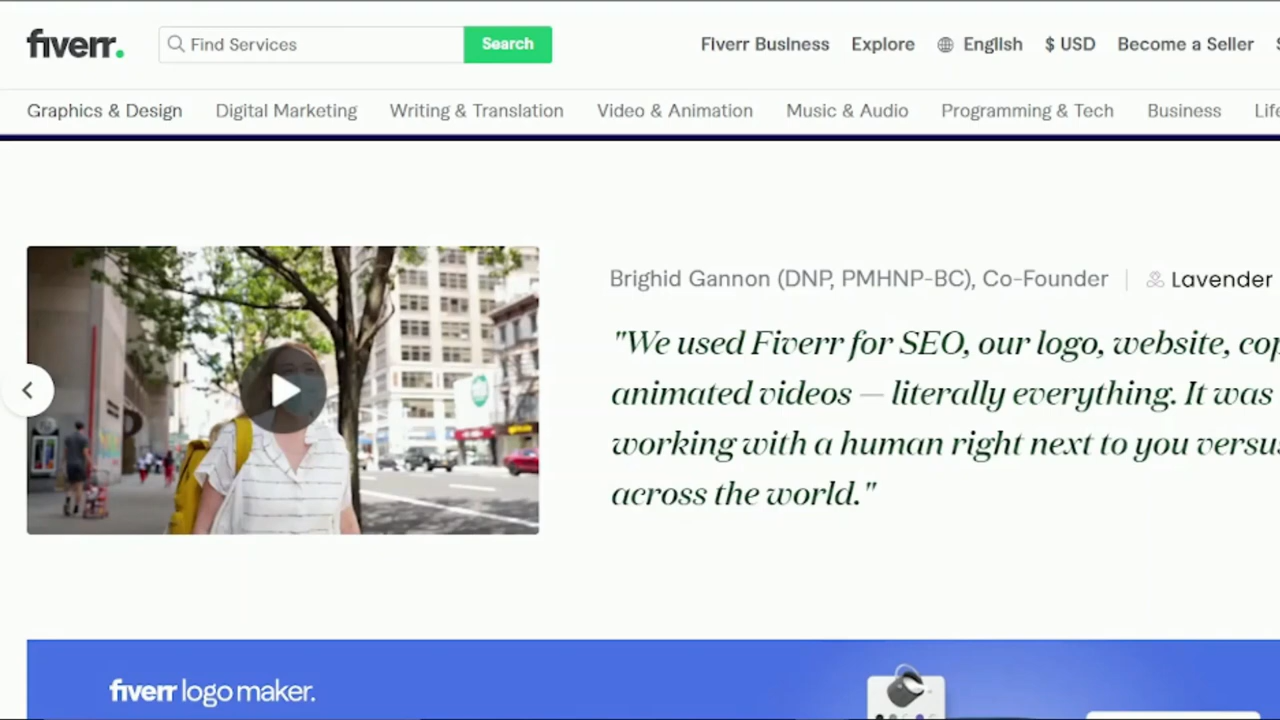 fiverr.
Find Services
Search
Fiverr Business
Explore
English
$ USD
Become a Seller
Graphics & Design
Digital Marketing
Writing & Translation
Video & Animation
Music & Audio
Programming & Tech
Business
Brighid Gannon (DNP, PMHNP-BC), Co-Founder | Lavender
"We used Fiverr for SEO, our logo, website,
animated videos — literally everything. It was
working with a human right next to you
across the world."
fiverr logo maker.